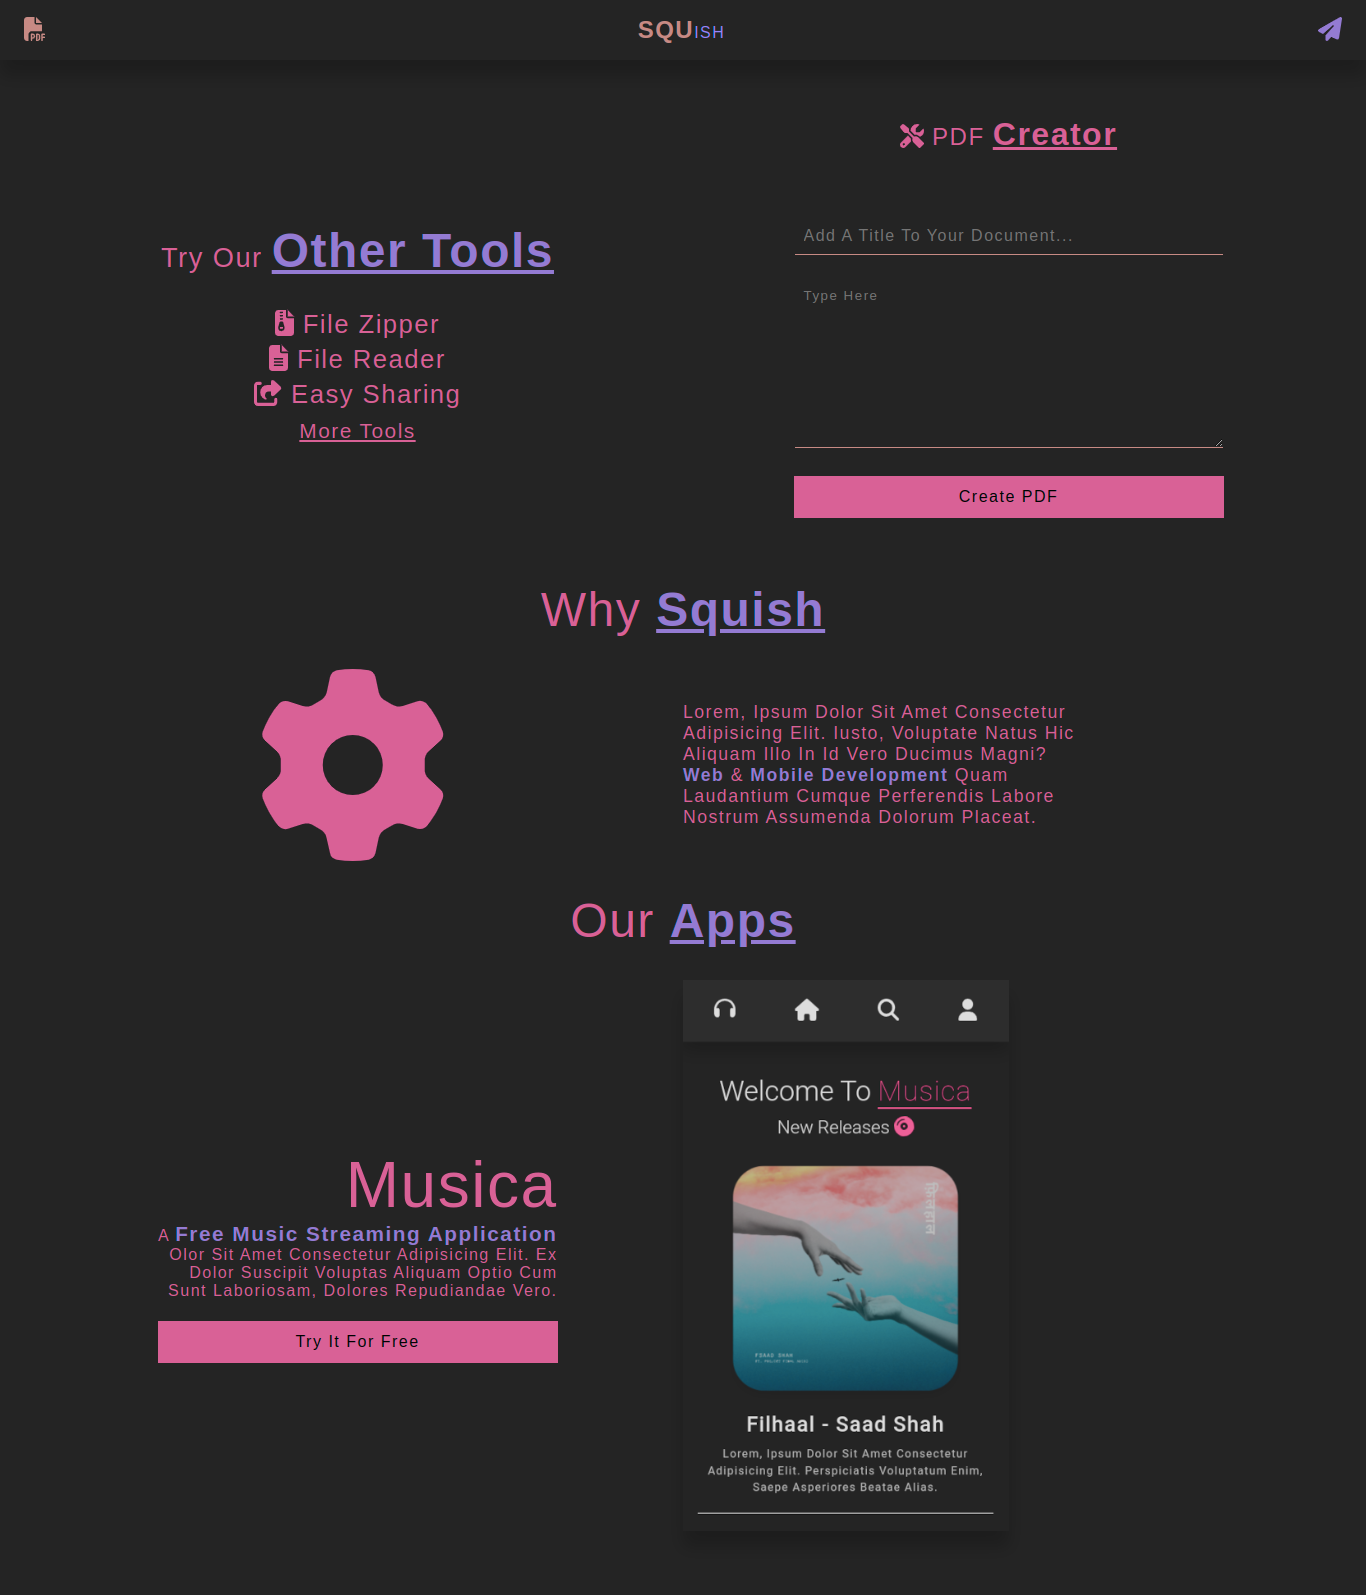 PDF
SQUISH
PDF Creator
Add A Title To Your Document...
Type Here
Create PDF
Try Our Other Tools
File Zipper
File Reader
Easy Sharing
More Tools
Why Squish
Lorem, Ipsum Dolor Sit Amet Consectetur
Adipisicing Elit. Iusto, Voluptate Natus Hic
Aliquam Illo In Id Vero Ducimus Magni?
Web & Mobile Development Quam
Laudantium Cumque Perferendis Labore
Nostrum Assumenda Dolorum Placeat.
Our Apps
Musica
A Free Music Streaming Application
Olor Sit Amet Consectetur Adipisicing Elit. Ex
Dolor Suscipit Voluptas Aliquam Optio Cum
Sunt Laboriosam, Dolores Repudiandae Vero.
Try It For Free
Welcome To Musica
New Releases
फिलहाल
Filhaal - Saad Shah
Lorem, Ipsum Dolor Sit Amet Consectetur
Adipisicing Elit. Perspiciatis Voluptatum Enim,
Saepe Asperiores Beatae Alias.